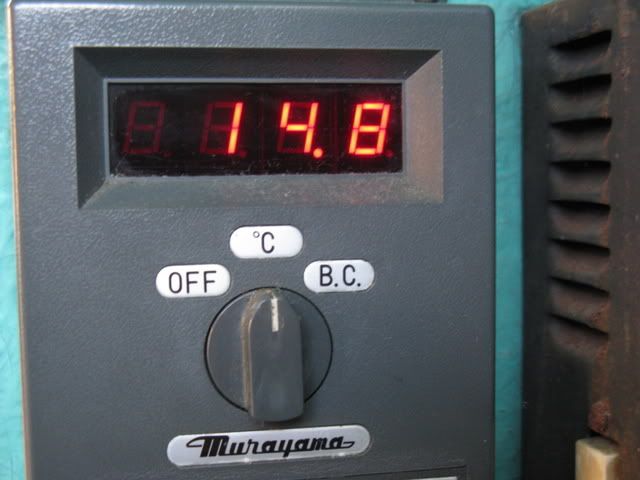 14.8
°C
OFF B.C.
Murayama